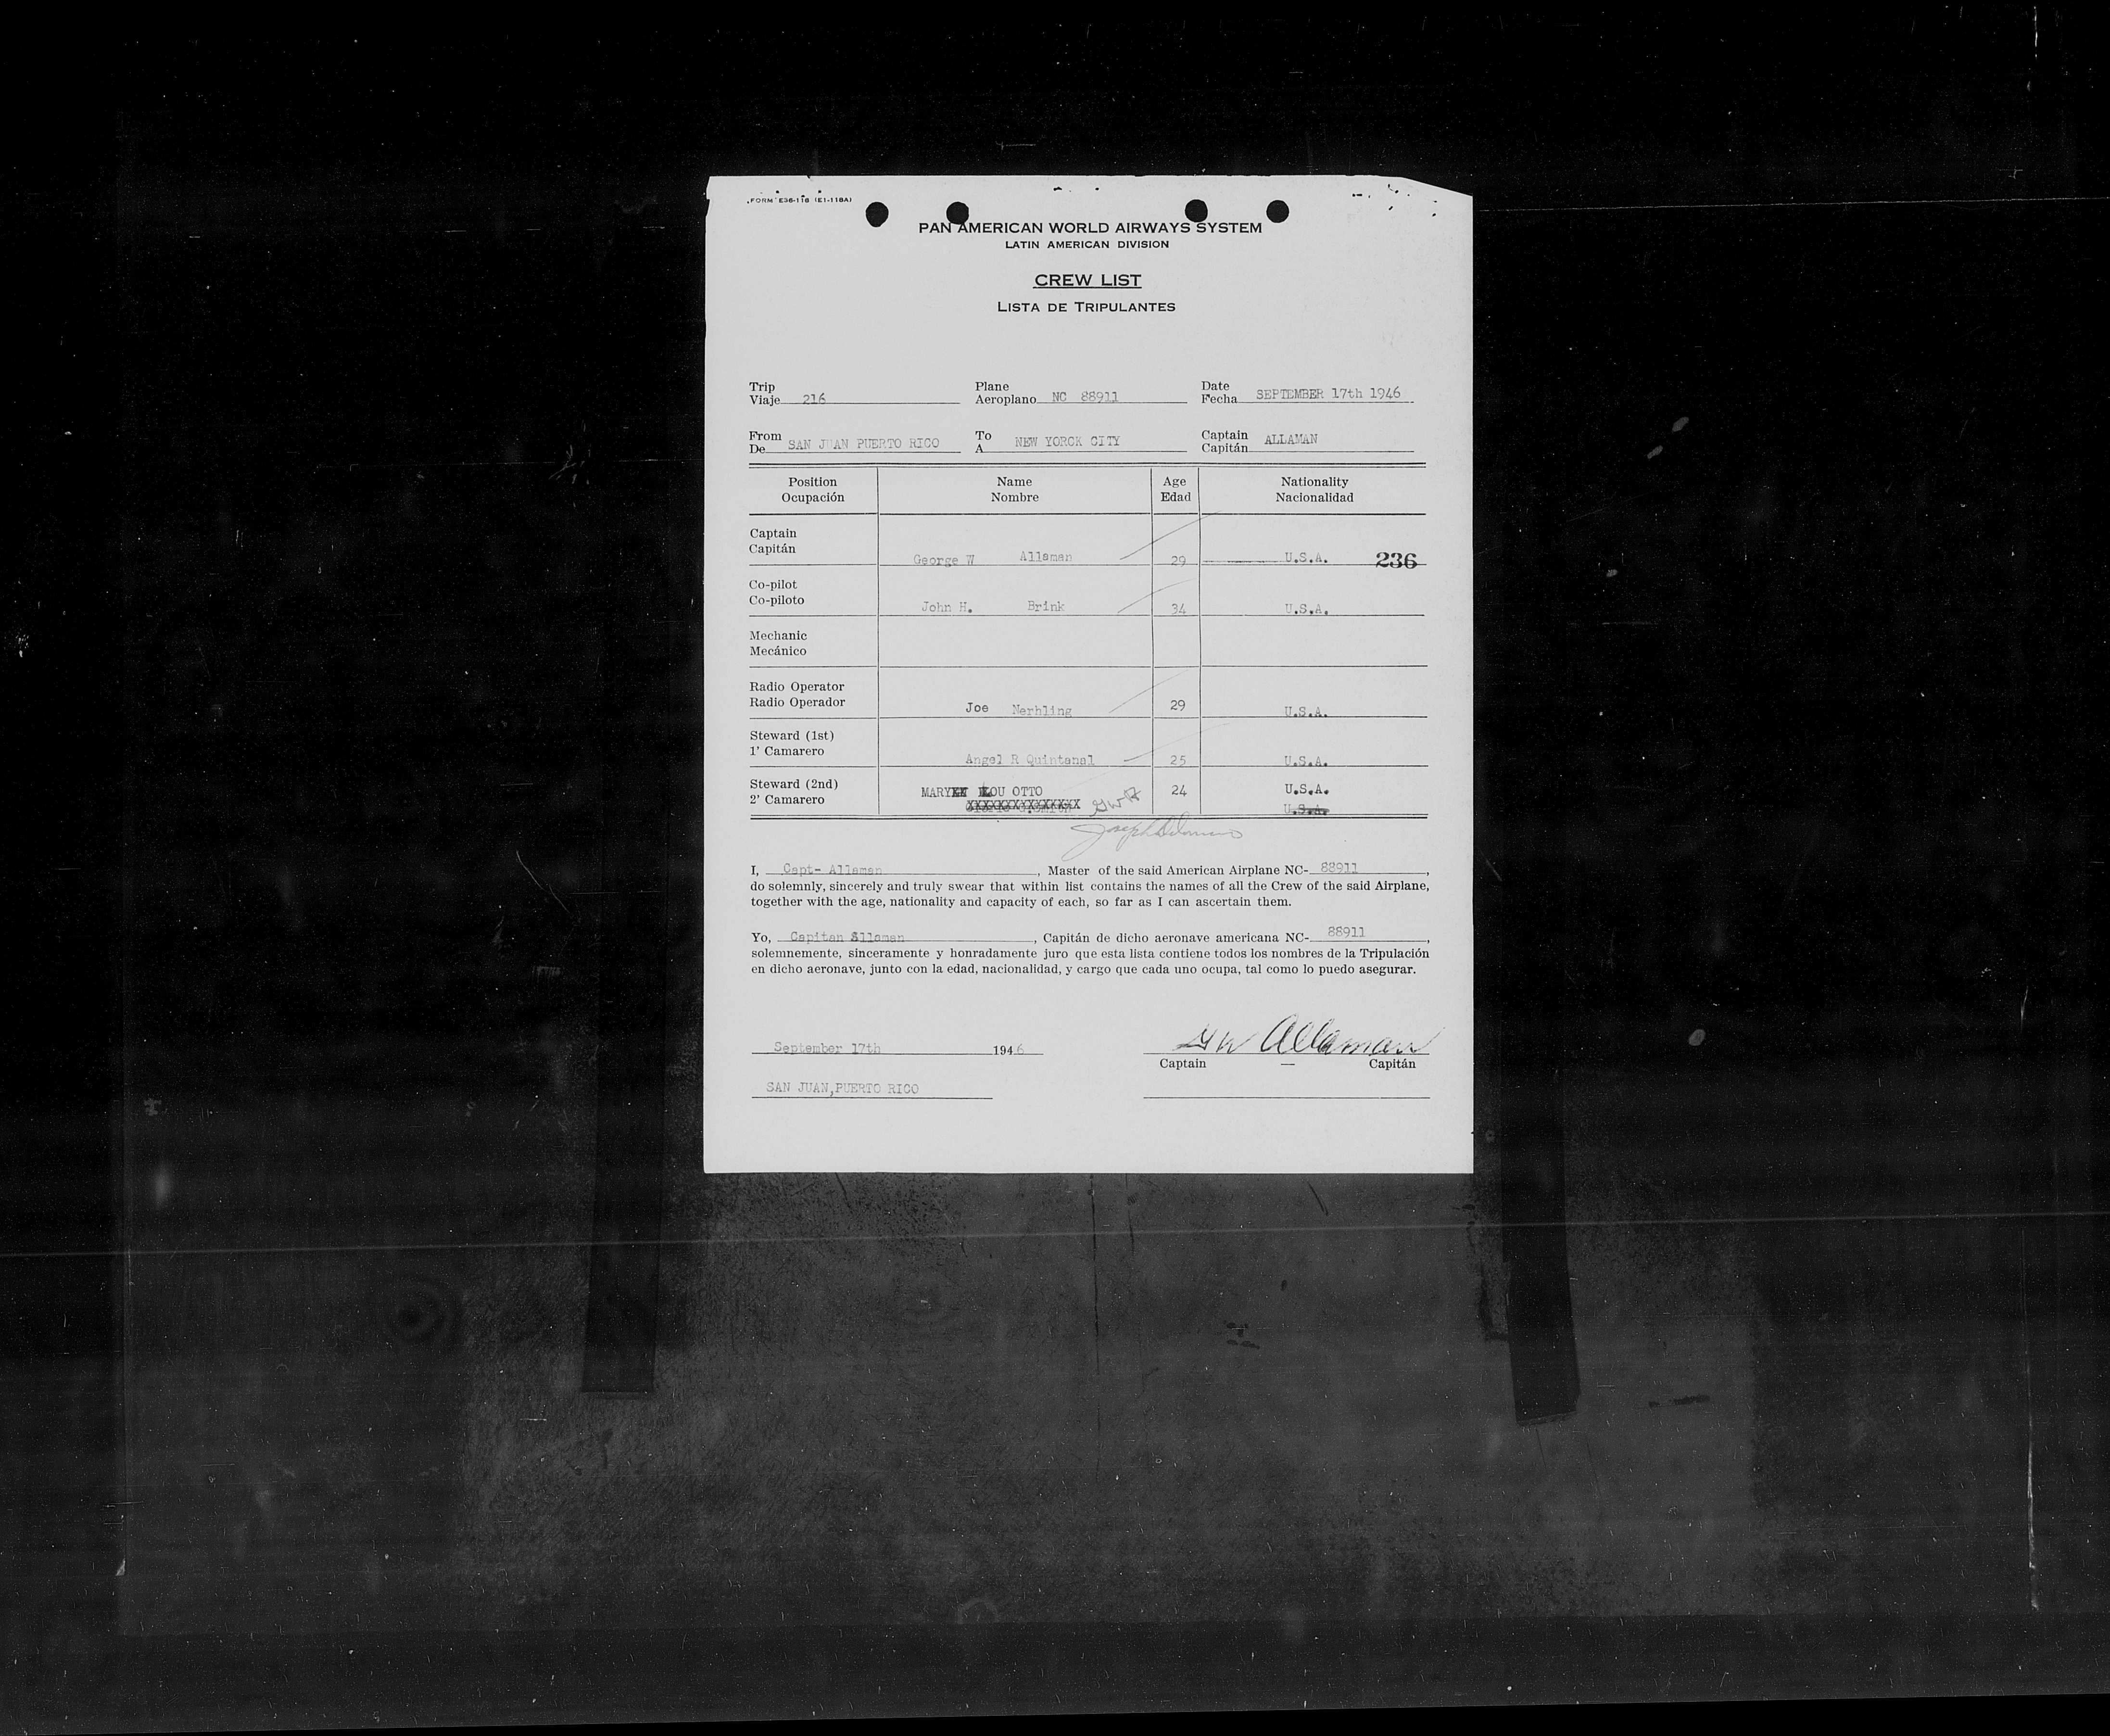 FORM E36-118 (E1-118A)
PAN AMERICAN WORLD AIRWAYS SYSTEM
LATIN AMERICAN DIVISION
CREW LIST
LISTA DE TRIPULANTES
Trip Plane Date
Viaje 216 Aeroplano NC 88911 Fecha SEPTEMBER 17th 1946
From To Captain
De SAN JUAN PUERTO RICO A NEW YORCK CITY Capitán ALLAMAN
Position Name Age Nationality
Ocupación Nombre Edad Nacionalidad
Captain
Capitán George W Allaman 29 U.S.A. 236
Co-pilot
Co-piloto John H. Brink 34 U.S.A.
Mechanic
Mecánico
Radio Operator
Radio Operador Joe Nerhling 29 U.S.A.
Steward (1st)
1' Camarero Angel R Quintanal 25 U.S.A.
Steward (2nd) MARY LOU OTTO 24 U.S.A.
2' Camarero GWA U.S.A.
I, Capt- Allaman, Master of the said American Airplane NC- 88911,
do solemnly, sincerely and truly swear that within list contains the names of all the Crew of the said Airplane,
together with the age, nationality and capacity of each, so far as I can ascertain them.
Yo, Capitan Allaman, Capitán de dicho aeronave americana NC- 88911,
solemnemente, sinceramente y honradamente juro que esta lista contiene todos los nombres de la Tripulación
en dicho aeronave, junto con la edad, nacionalidad, y cargo que cada uno ocupa, tal como lo puedo asegurar.
September 17th 1946 GW Allaman
Captain — Capitán
SAN JUAN,PUERTO RICO